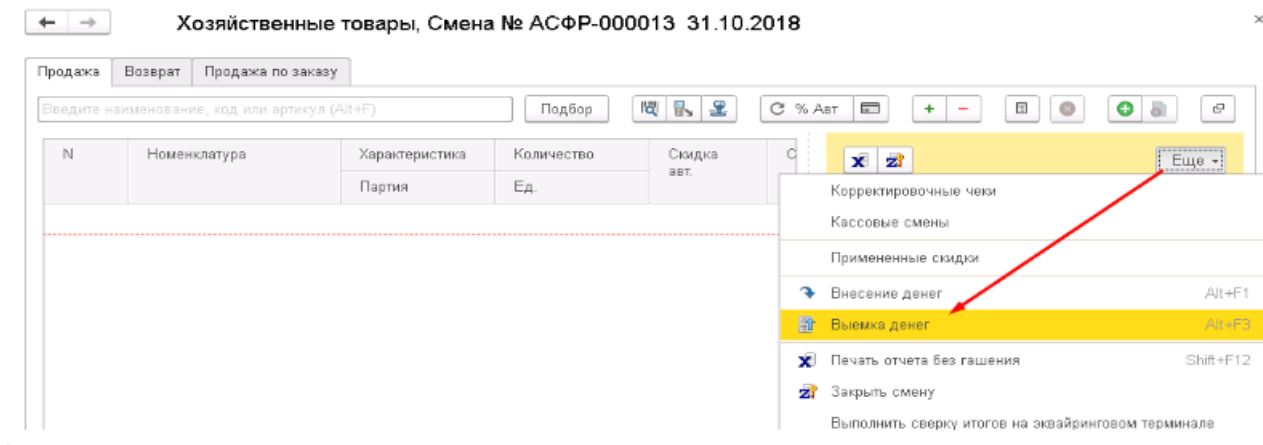 Хозяйственные товары, Смена № АСФР-000013 31.10.2018
Продажа Возврат Продажа по заказу
Введите наименование, код или артикул (Alt+F) Подбор % Авт
N Номенклатура Характеристика Количество Скидка авт. С
Партия Ед.
Еще
Корректировочные чеки
Кассовые смены
Примененные скидки
Внесение денег Alt+F1
Выемка денег Alt+F3
Печать отчета без гашения Shift+F12
Закрыть смену
Выполнить сверку итогов на эквайринговом терминале